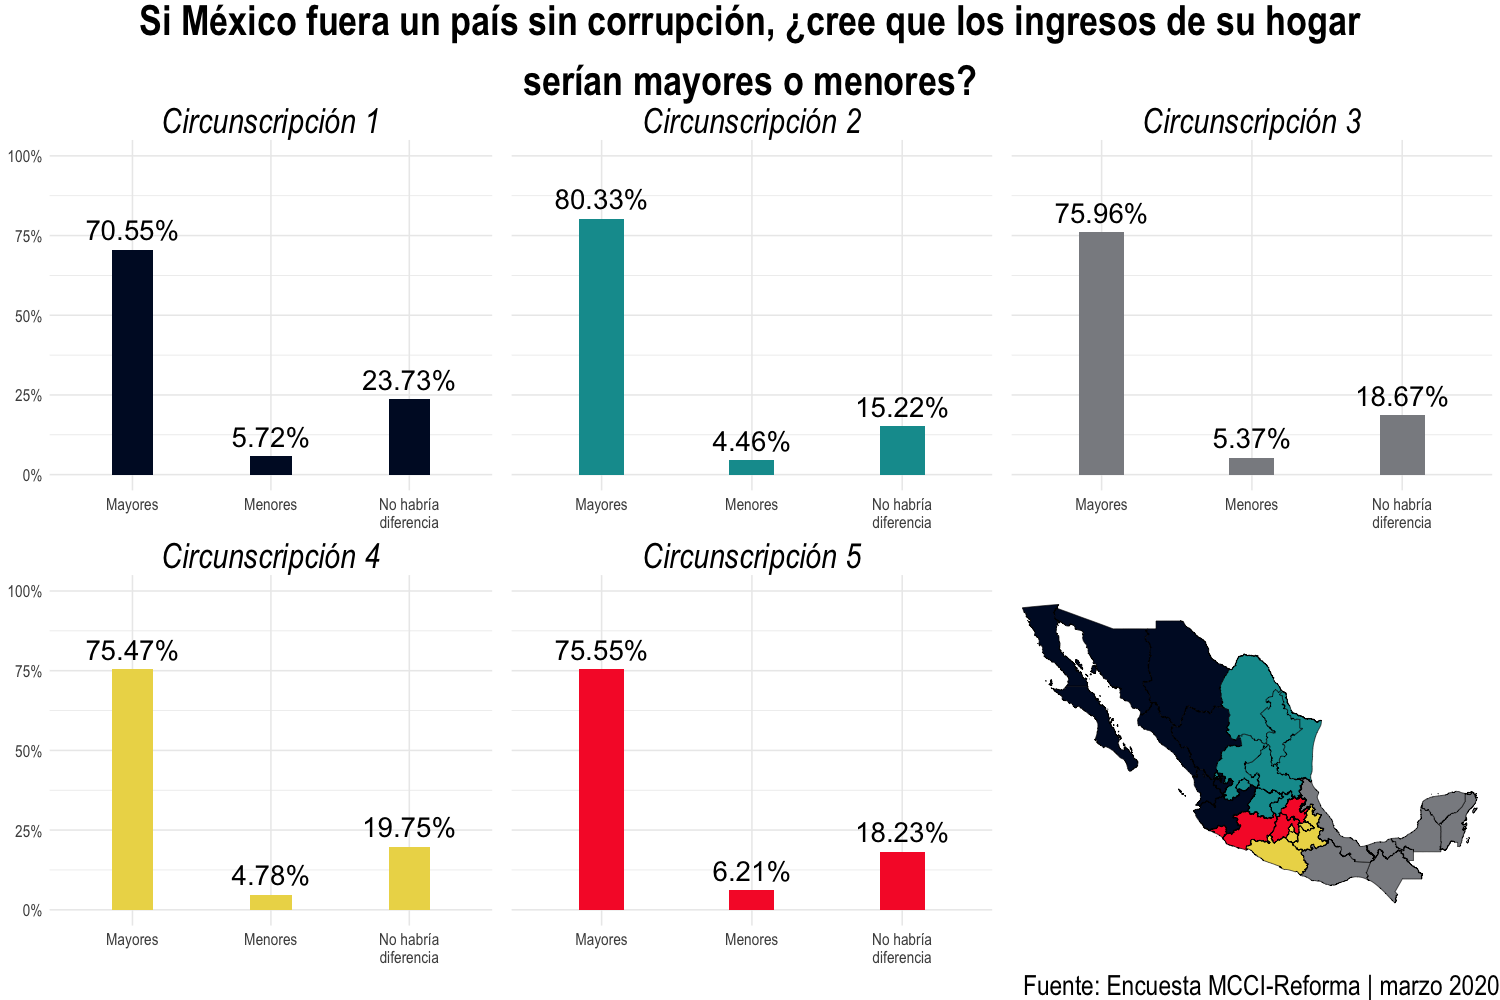 Si México fuera un país sin corrupción, ¿cree que los ingresos de su hogar
serían mayores o menores?
Circunscripción 1
100%
75%
50%
25%
0%
70.55%
5.72%
23.73%
Mayores
Menores
No habría
diferencia
Circunscripción 2
80.33%
4.46%
15.22%
Mayores
Menores
No habría
diferencia
Circunscripción 3
75.96%
5.37%
18.67%
Mayores
Menores
No habría
diferencia
Circunscripción 4
100%
75%
50%
25%
0%
75.47%
4.78%
19.75%
Mayores
Menores
No habría
diferencia
Circunscripción 5
75.55%
6.21%
18.23%
Mayores
Menores
No habría
diferencia
Fuente: Encuesta MCCI-Reforma | marzo 2020